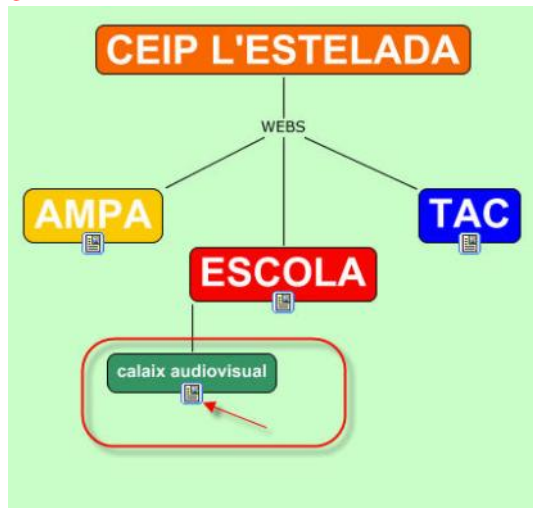 CEIP L'ESTELADA
WEBS
AMPA
TAC
ESCOLA
calaix audiovisual